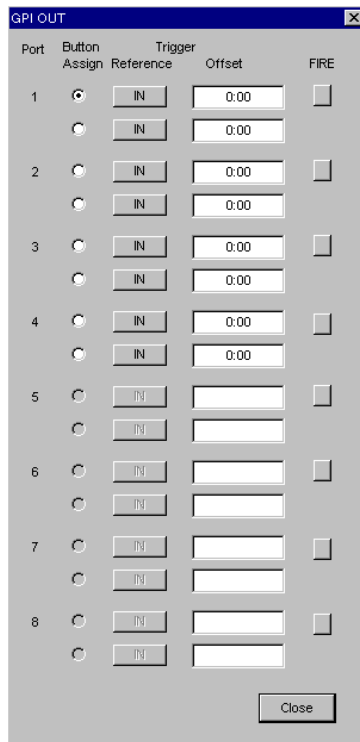 GPI OUT
Port Button Assign Trigger Reference Offset FIRE
1 IN 0:00
IN 0:00
2 IN 0:00
IN 0:00
3 IN 0:00
IN 0:00
4 IN 0:00
IN 0:00
5 IN
IN
6 IN
IN
7 IN
IN
8 IN
IN
Close